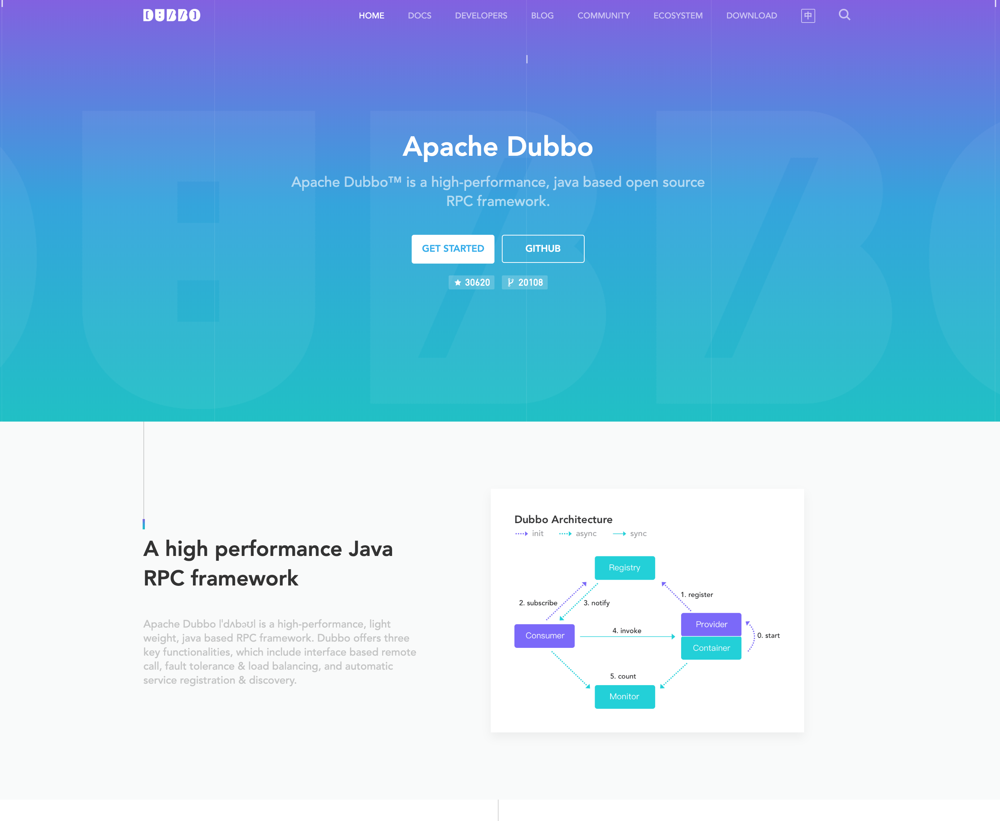 DUBBO
HOME DOCS DEVELOPERS BLOG COMMUNITY ECOSYSTEM DOWNLOAD 中
Apache Dubbo
Apache Dubbo™ is a high-performance, java based open source
RPC framework.
GET STARTED GITHUB
30620 20108
A high performance Java
RPC framework
Apache Dubbo |ˈdʌbəʊ| is a high-performance, light
weight, java based RPC framework. Dubbo offers three
key functionalities, which include interface based remote
call, fault tolerance & load balancing, and automatic
service registration & discovery.
Dubbo Architecture
init async sync
Registry
1. register
2. subscribe 3. notify
Provider
4. invoke
Consumer
0. start
Container
5. count
Monitor